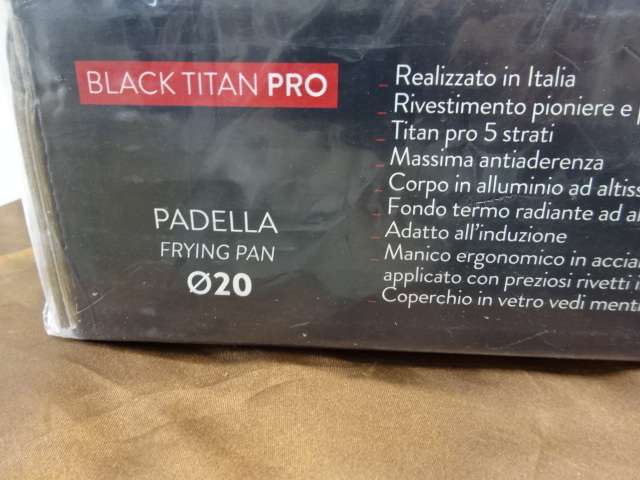 BLACK TITAN PRO
PADELLA
FRYING PAN
Ø20
_ Realizzato in Italia
_ Rivestimento pioniere e
_ Titan pro 5 strati
_ Massima antiaderenza
_ Corpo in alluminio ad
_ Fondo termo radiante ad
_ Adatto all'induzione
_ Manico ergonomico in
applicato con preziosi rivetti
_ Coperchio in vetro vedi